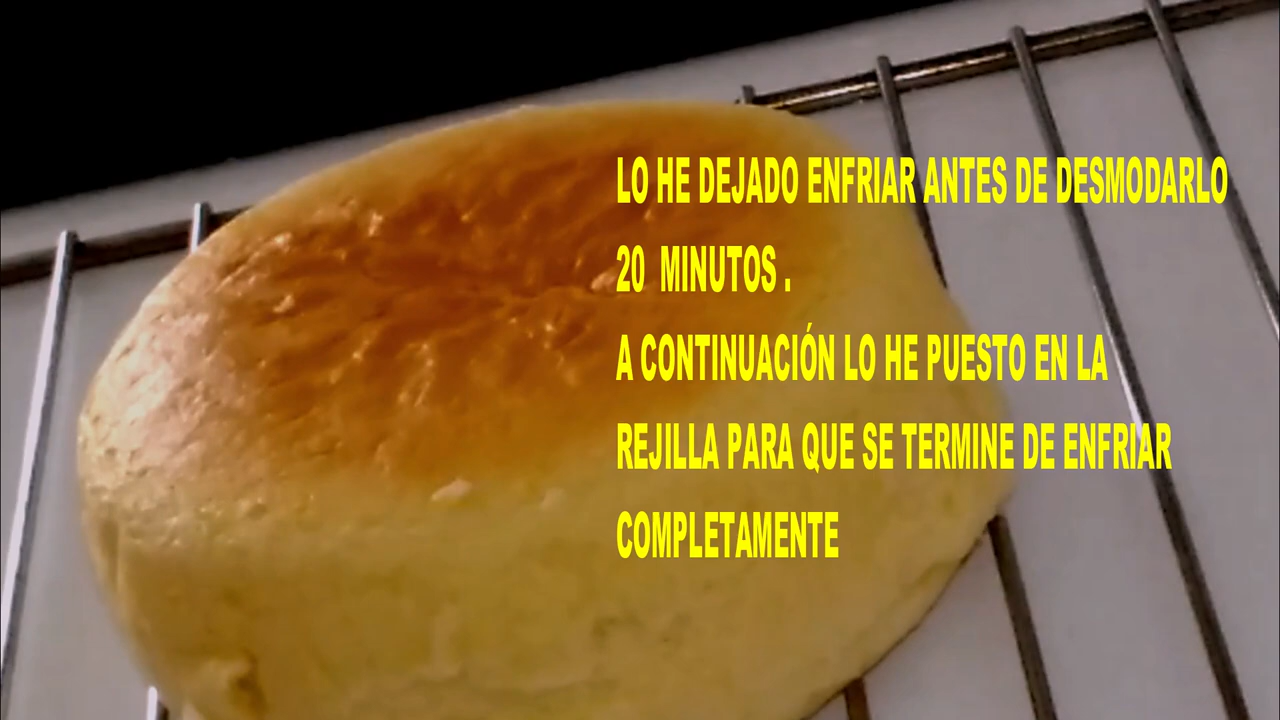 LO HE DEJADO ENFRIAR ANTES DE DESMODARLO
20 MINUTOS .
A CONTINUACIÓN LO HE PUESTO EN LA
REJILLA PARA QUE SE TERMINE DE ENFRIAR
COMPLETAMENTE